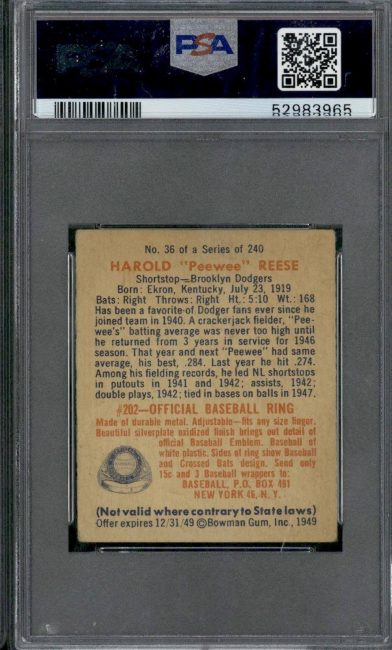 PSA
52983965
No. 36 of a Series of 240
HAROLD "Peewee" REESE
Shortstop—Brooklyn Dodgers
Born: Ekron, Kentucky, July 23, 1919
Bats: Right Throws: Right Ht.: 5:10 Wt.: 168
Has been a favorite of Dodger fans ever since he
joined team in 1940. A crackerjack fielder, "Pee-
wee's" batting average was never too high until
he returned from 3 years in service for 1946
season. That year and next "Peewee" had same
average, his best, .284. Last year he hit .274.
Among his fielding records, he led NL shortstops
in putouts in 1941 and 1942; assists, 1942;
double plays, 1942; tied in bases on balls in 1947.
#202—OFFICIAL BASEBALL RING
Made of durable metal. Adjustable—fits any size finger.
Beautiful silverplate oxidized finish brings out detail of
official Baseball Emblem. Baseball of
white plastic. Sides of ring show Baseball
and Crossed Bats design. Send only
15c and 3 Baseball wrappers to:
BASEBALL, P.O. BOX 491
NEW YORK 46, N. Y.
(Not valid where contrary to State laws)
Offer expires 12/31/49 ©Bowman Gum, Inc., 1949